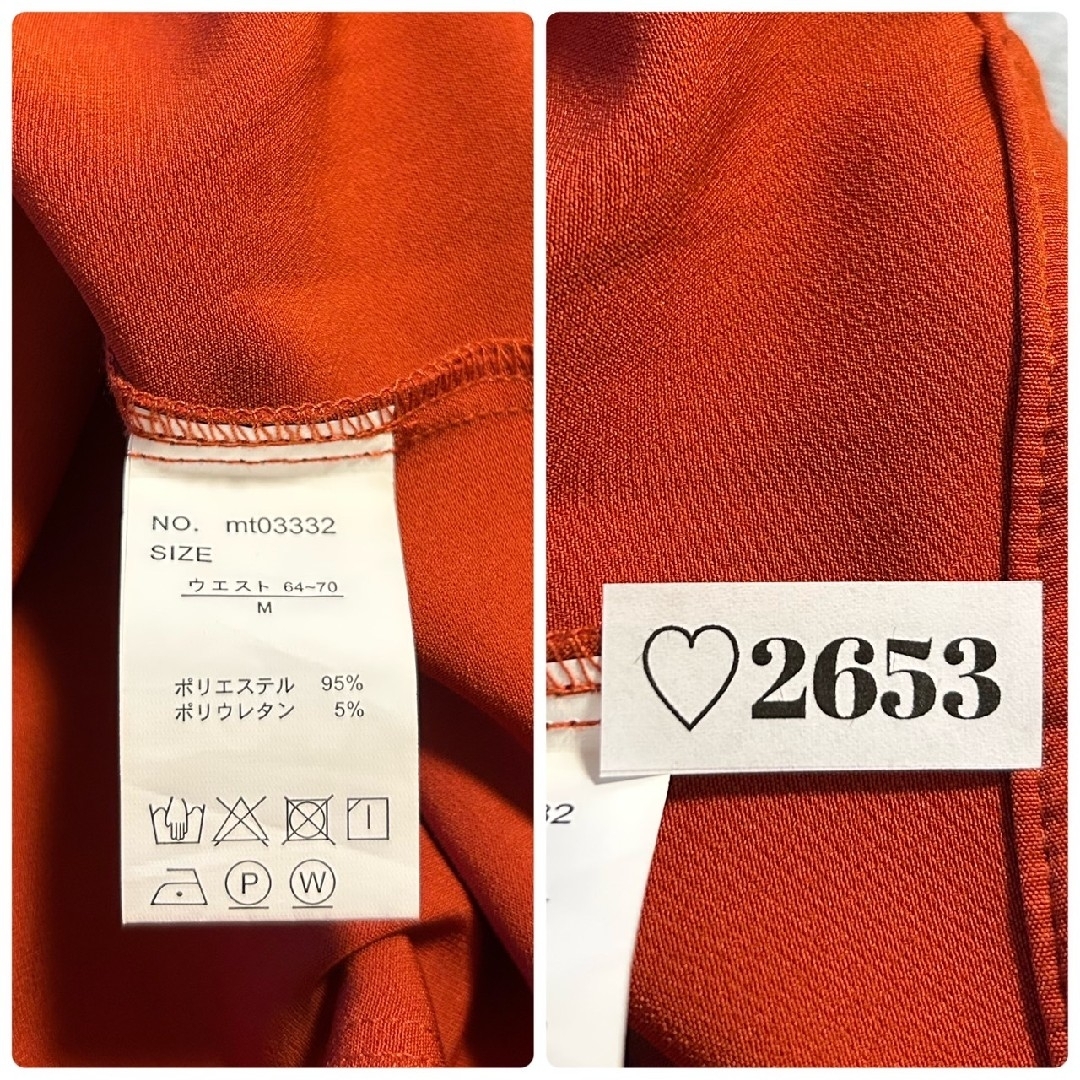 NO. mt03332
SIZE
ウエスト 64~70
M
ポリエステル 95%
ポリウレタン 5%
P W
♡2653
32